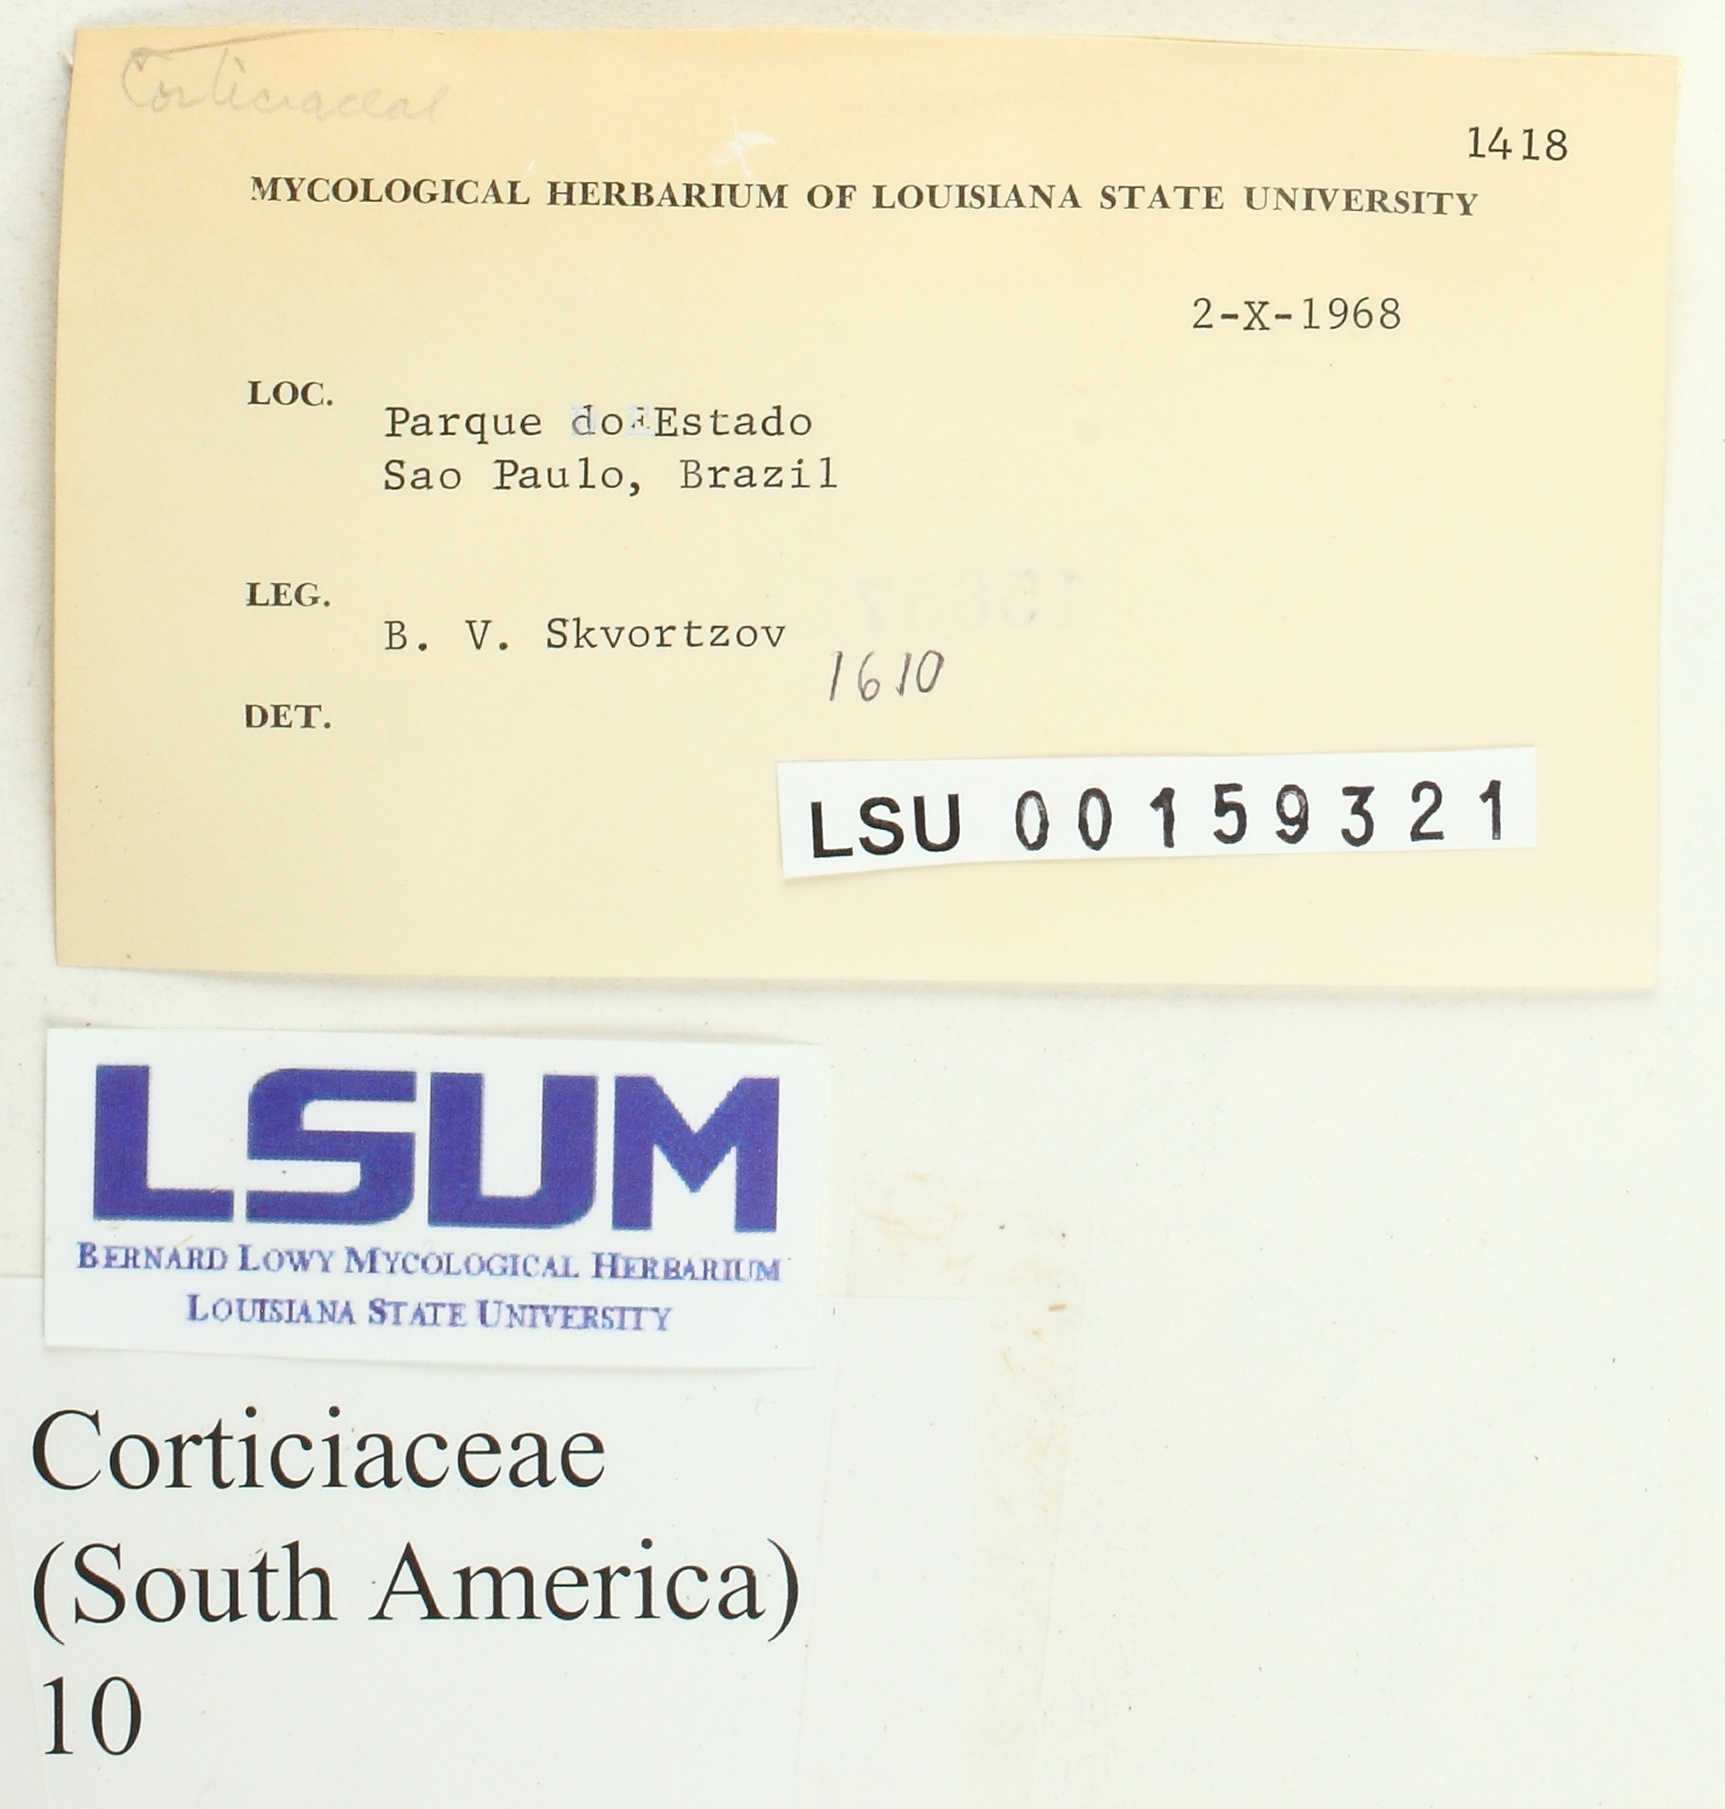 Corticiaceae
1418
MYCOLOGICAL HERBARIUM OF LOUISIANA STATE UNIVERSITY
2-X-1968
LOC.
Parque do Estado
Sao Paulo, Brazil
LEG.
B. V. Skvortzov
1610
DET.
LSU 00159321
LSUM
BERNARD LOWY MYCOLOGICAL HERBARIUM
LOUISIANA STATE UNIVERSITY
Corticiaceae
(South America)
10